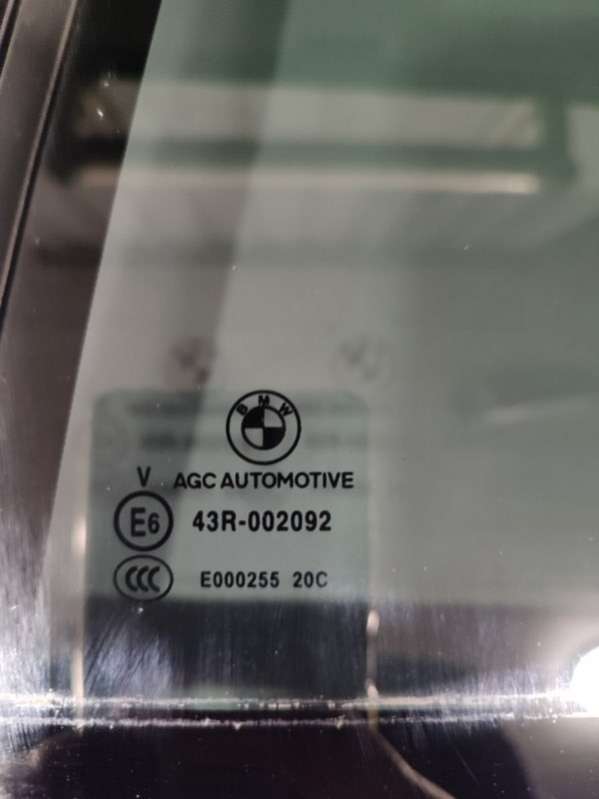 BMW
V AGC AUTOMOTIVE
E6 43R-002092
CCC E000255 20C